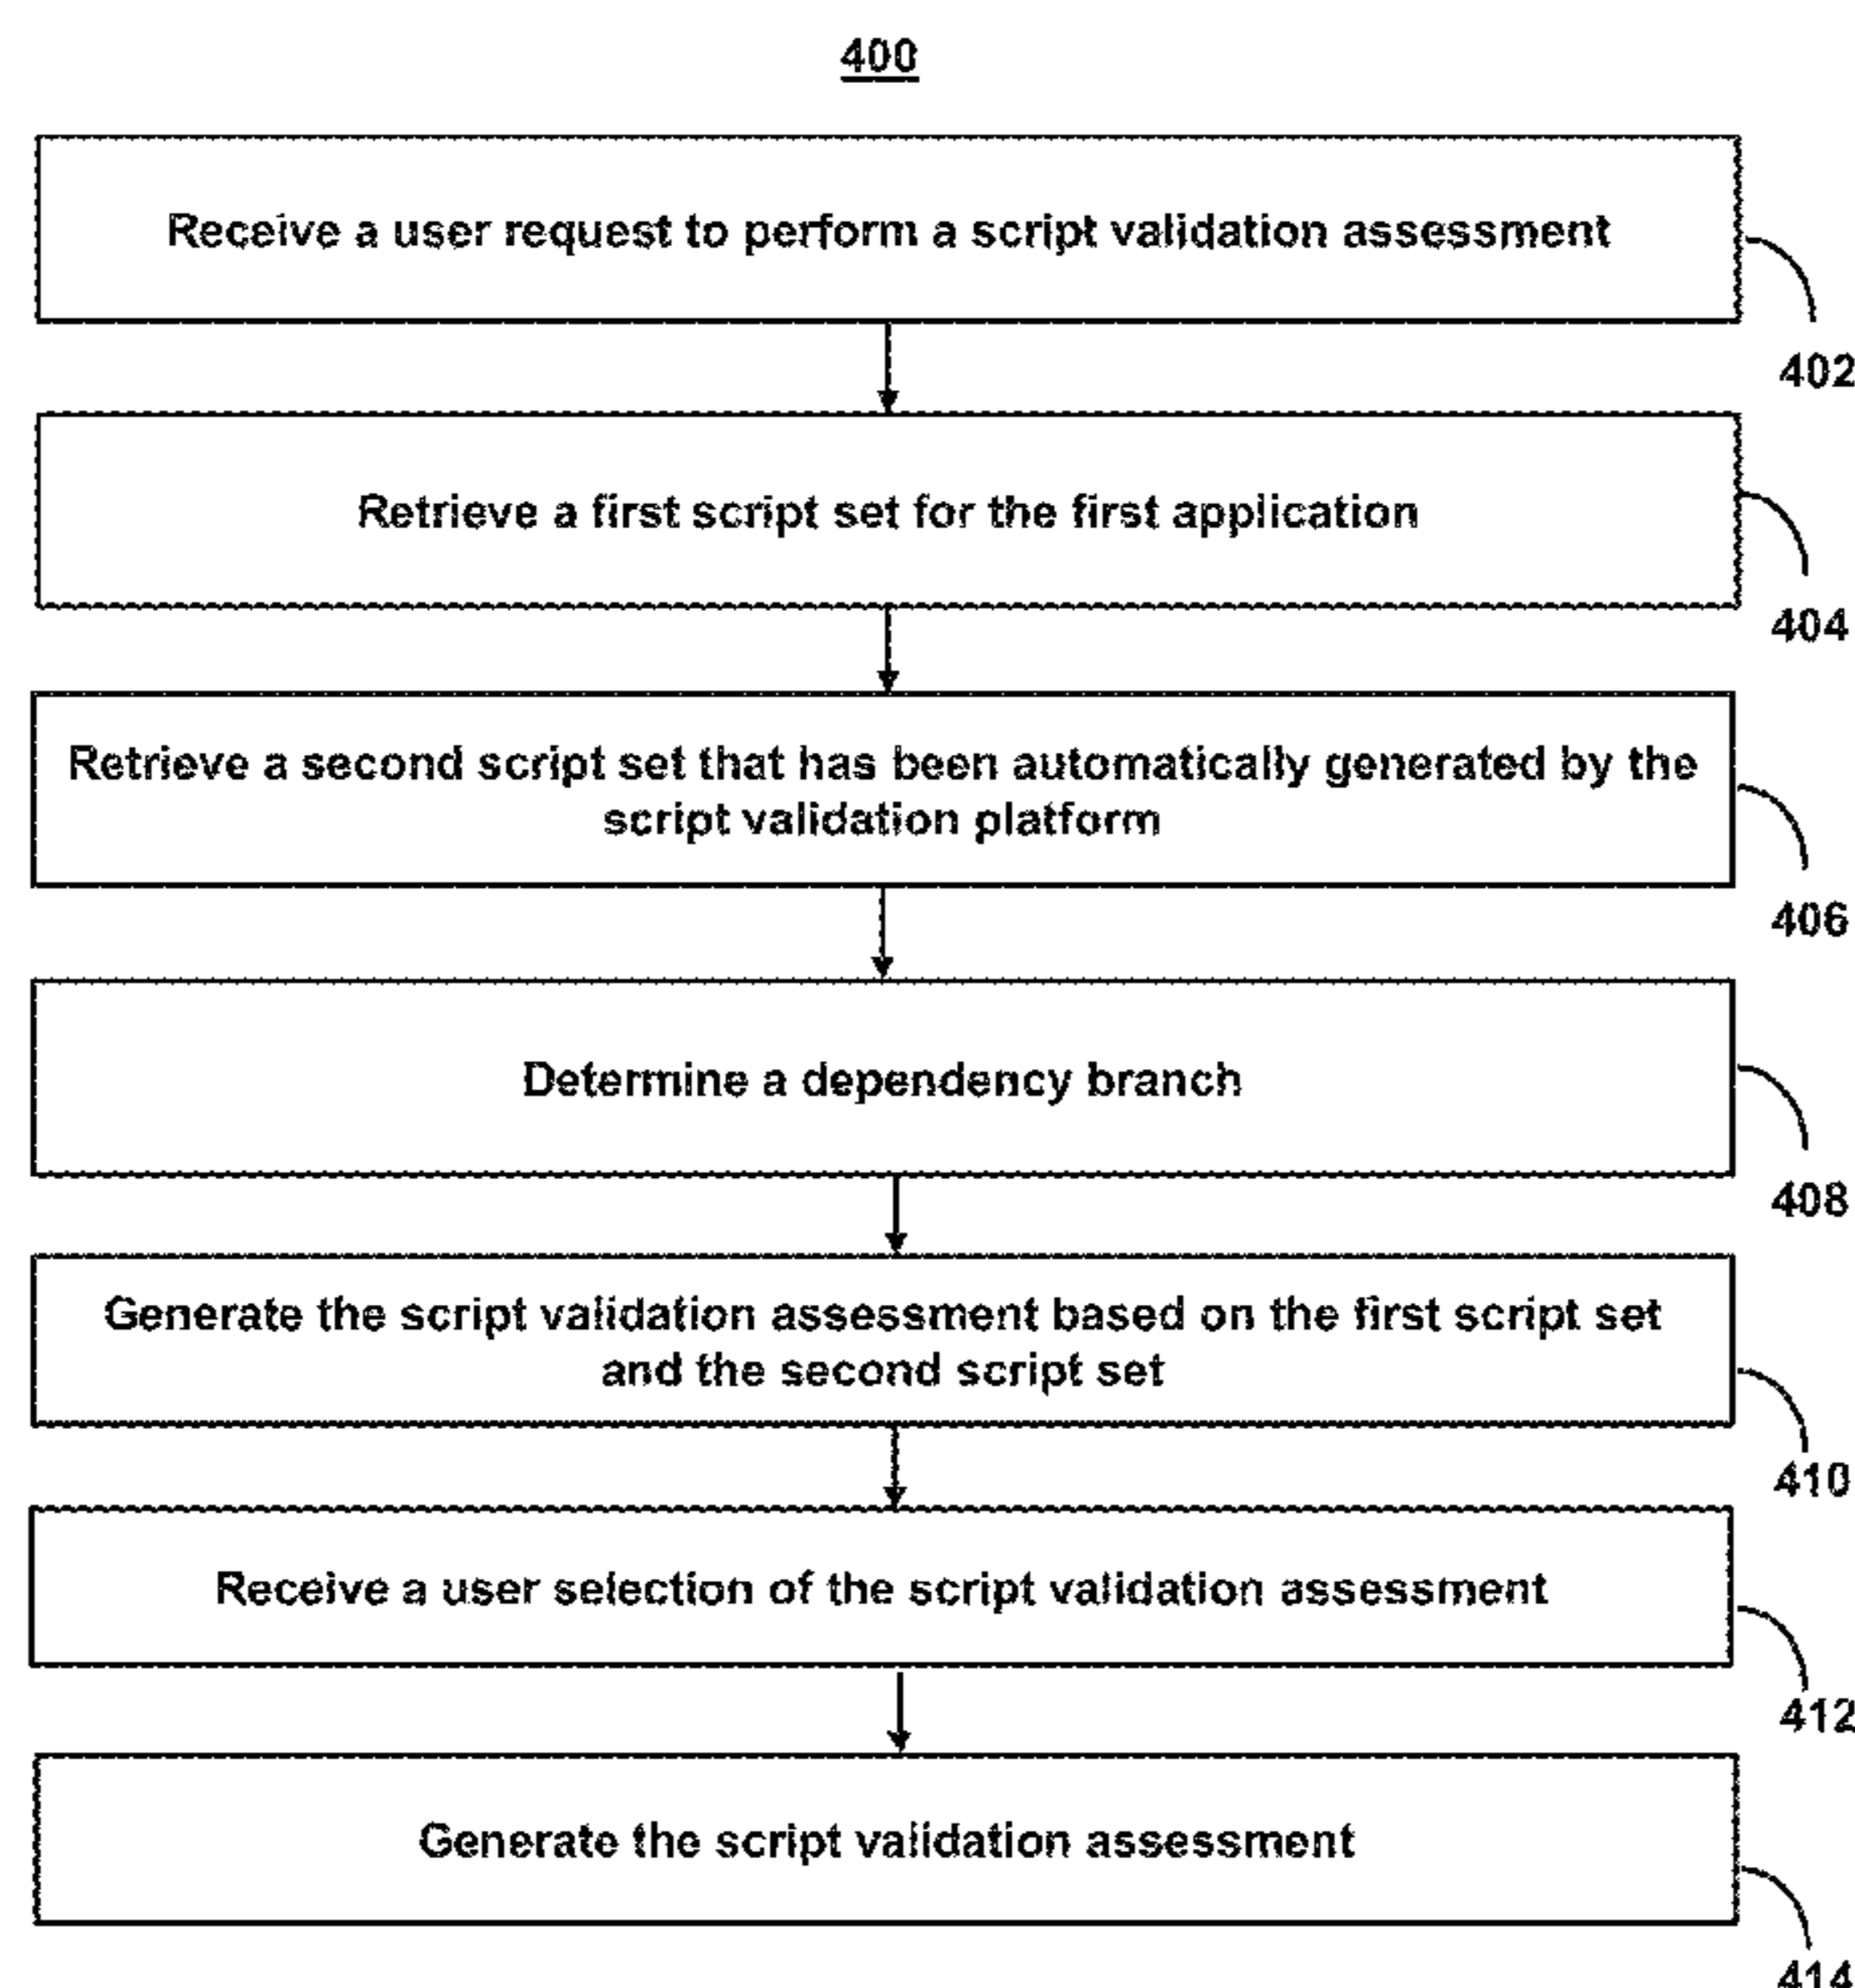 400
Receive a user request to perform a script validation assessment
402
Retrieve a first script set for the first application
404
Retrieve a second script set that has been automatically generated by the
script validation platform
406
Determine a dependency branch
408
Generate the script validation assessment based on the first script set
and the second script set
410
Receive a user selection of the script validation assessment
412
Generate the script validation assessment
414